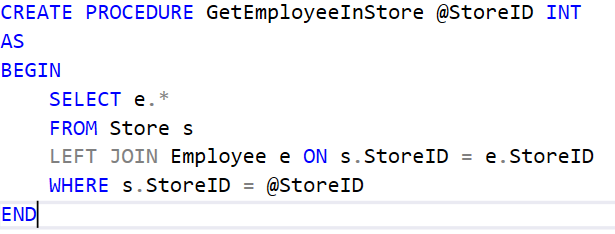 CREATE PROCEDURE GetEmployeeInStore @StoreID INT
AS
BEGIN
    SELECT e.*
    FROM Store s
    LEFT JOIN Employee e ON s.StoreID = e.StoreID
    WHERE s.StoreID = @StoreID
END